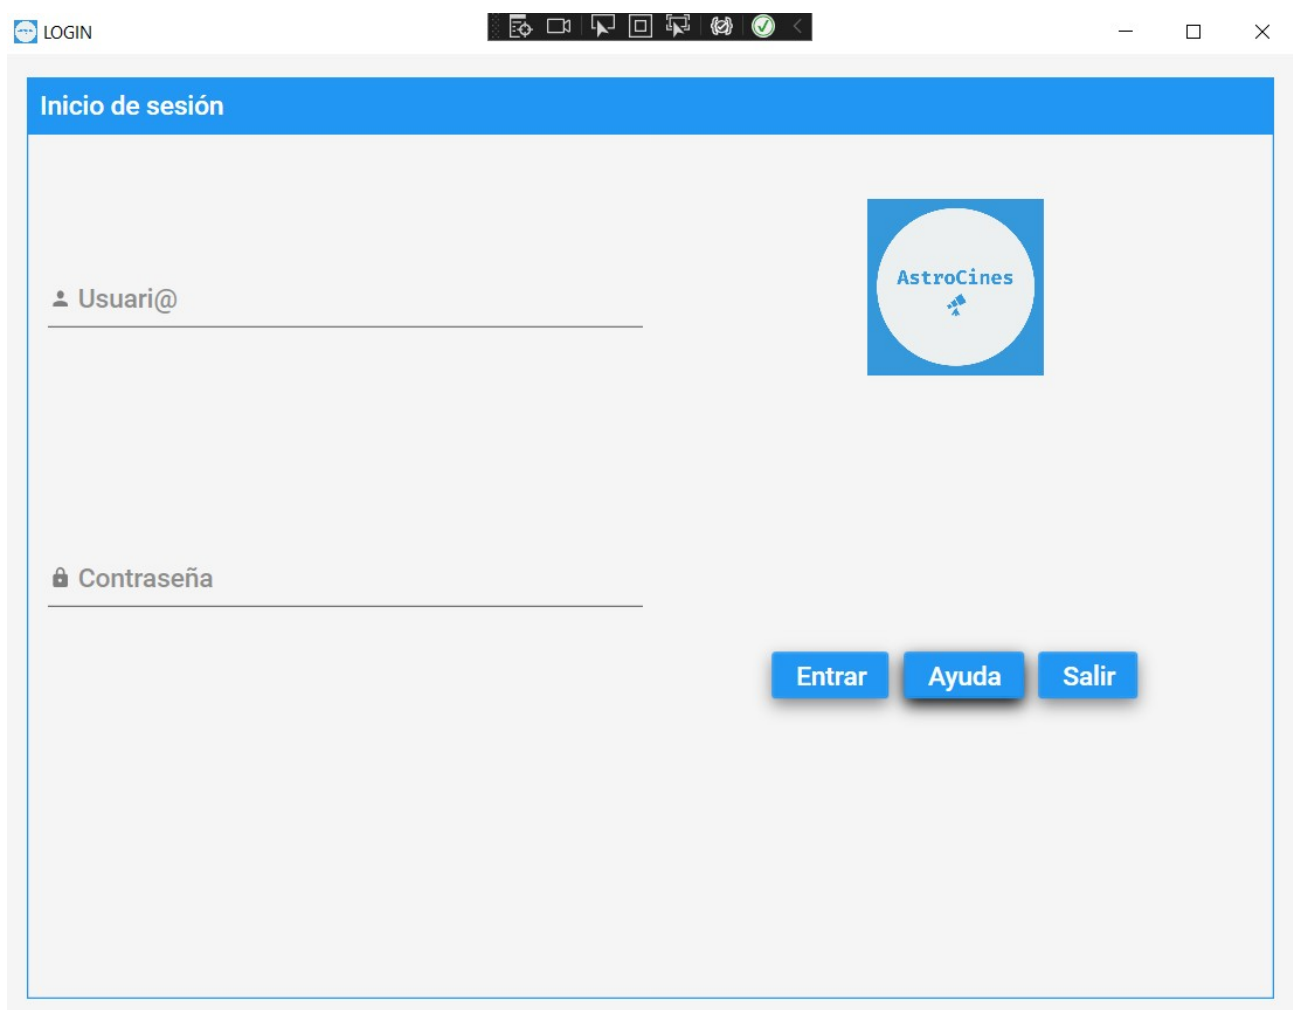 LOGIN
Inicio de sesión
AstroCines
Usuari@
Contraseña
Entrar
Ayuda
Salir